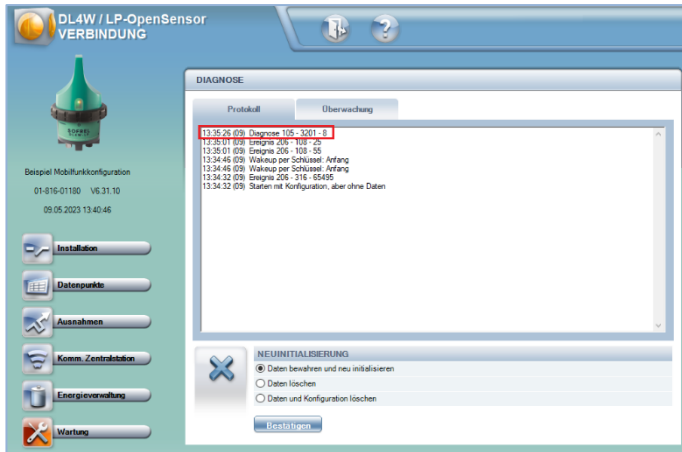 DL4W / LP-OpenSensor
VERBINDUNG
DIAGNOSE
Protokoll
Überwachung
13:35:26 (09) Diagnose 105 - 3201 - 8
13:35:01 (09) Ereignis 206 - 108 - 25
13:35:01 (09) Ereignis 206 - 108 - 55
13:34:46 (09) Wakeup per Schlüssel: Anfang
13:34:46 (09) Wakeup per Schlüssel: Anfang
13:34:32 (09) Ereignis 206 - 316 - 65495
13:34:32 (09) Starten mit Konfiguration, aber ohne Daten
Beispiel Mobilfunkkonfiguration
01-816-01180 V6.31.10
09.05.2023 13:40:46
Installation
Datenpunkte
Ausnahmen
Komm. Zentralstation
Energieverwaltung
Wartung
NEUINITIALISIERUNG
Daten bewahren und neu initialisieren
Daten löschen
Daten und Konfiguration löschen
Bestätigen